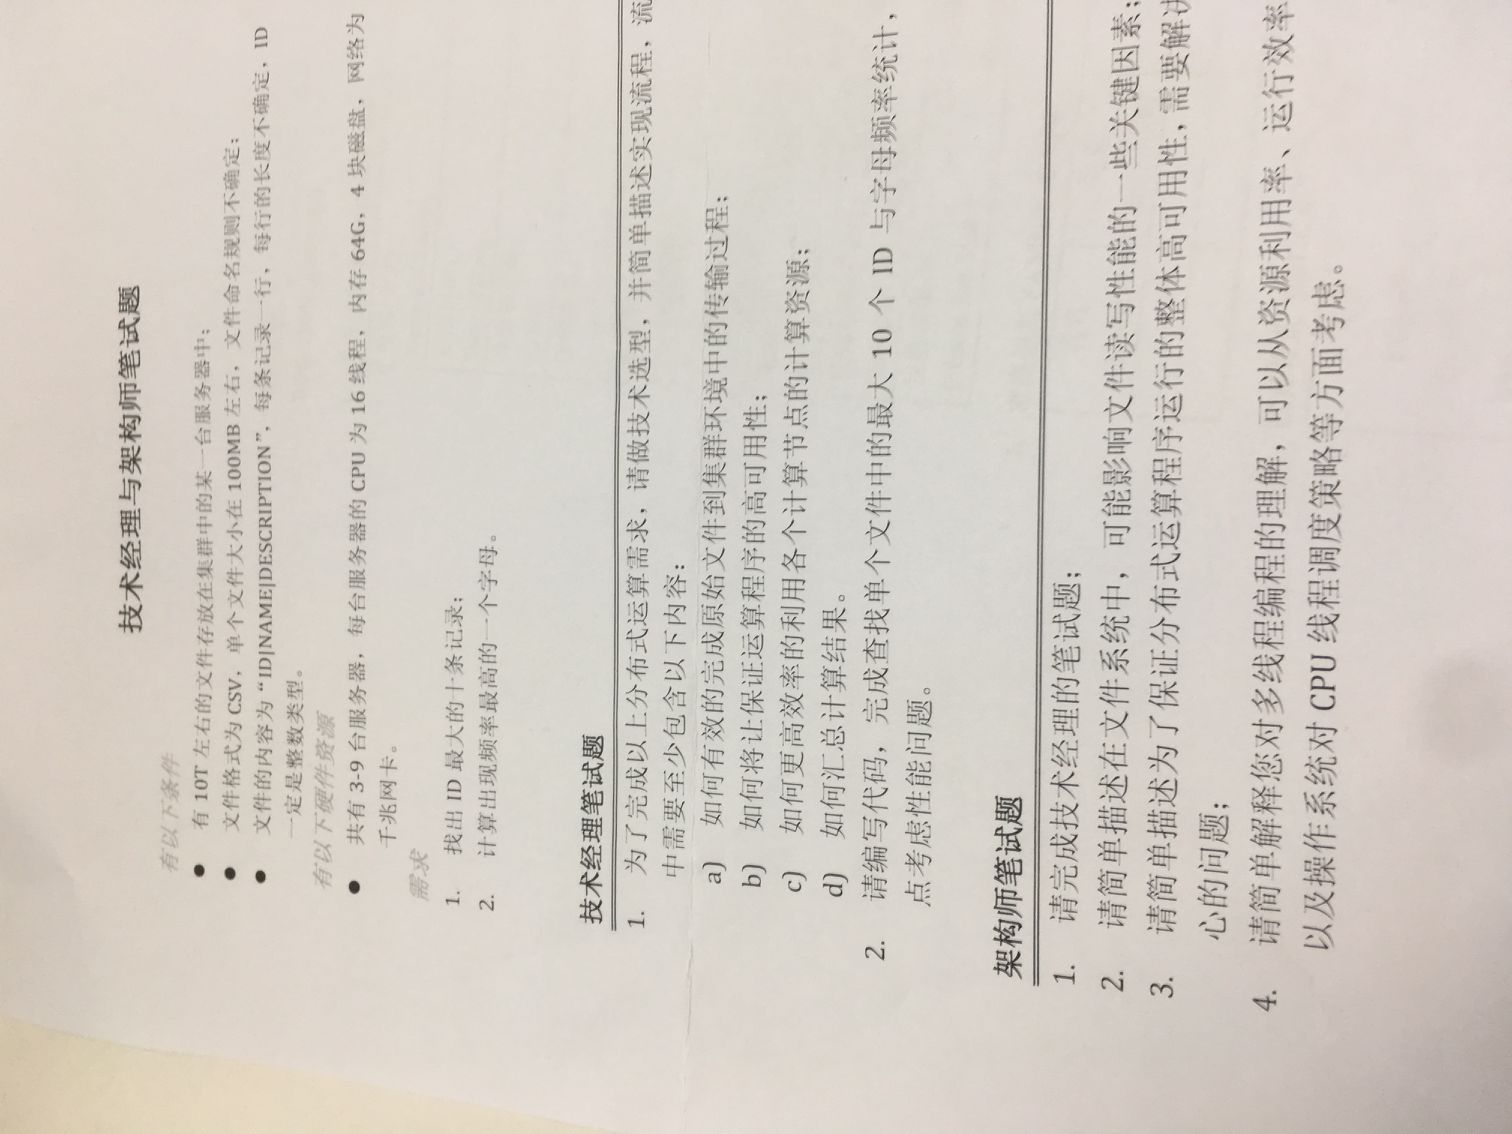 技术经理与架构师笔试题
有以下条件
● 有 10T 左右的文件存放在集群中的某一台服务器中;
● 文件格式为 CSV，单个文件大小在 100MB 左右，文件命名规则不确定;
● 文件的内容为 “ID|NAME|DESCRIPTION”，每条记录一行，每行的长度不确定，ID
一定是整数类型。
有以下硬件资源
● 共有 3-9 台服务器，每台服务器的 CPU 为 16 线程，内存 64G，4 块磁盘，网络为
千兆网卡。
需求
1. 找出 ID 最大的十条记录;
2. 计算出现频率最高的一个字母。
技术经理笔试题
1. 为了完成以上分布式运算需求，请做技术选型，并简单描述实现流程，流
中需要至少包含以下内容:
a) 如何有效的完成原始文件到集群环境中的传输过程;
b) 如何将让保证运算程序的高可用性;
c) 如何更高效率的利用各个计算节点的计算资源;
d) 如何汇总计算结果。
2. 请编写代码，完成查找单个文件中的最大 10 个 ID 与字母频率统计，
点考虑性能问题。
架构师笔试题
1. 请完成技术经理的笔试题;
2. 请简单描述在文件系统中，可能影响文件读写性能的一些关键因素;
3. 请简单描述为了保证分布式运算程序运行的整体高可用性，需要解决
心的问题;
4. 请简单解释您对多线程编程的理解，可以从资源利用率、运行效率
以及操作系统对 CPU 线程调度策略等方面考虑。